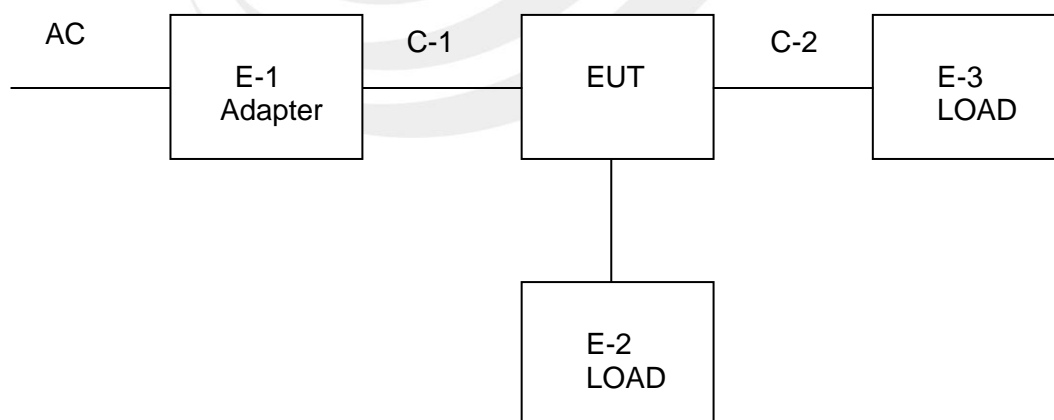 AC
E-1
Adapter
C-1
EUT
C-2
E-3
LOAD
E-2
LOAD